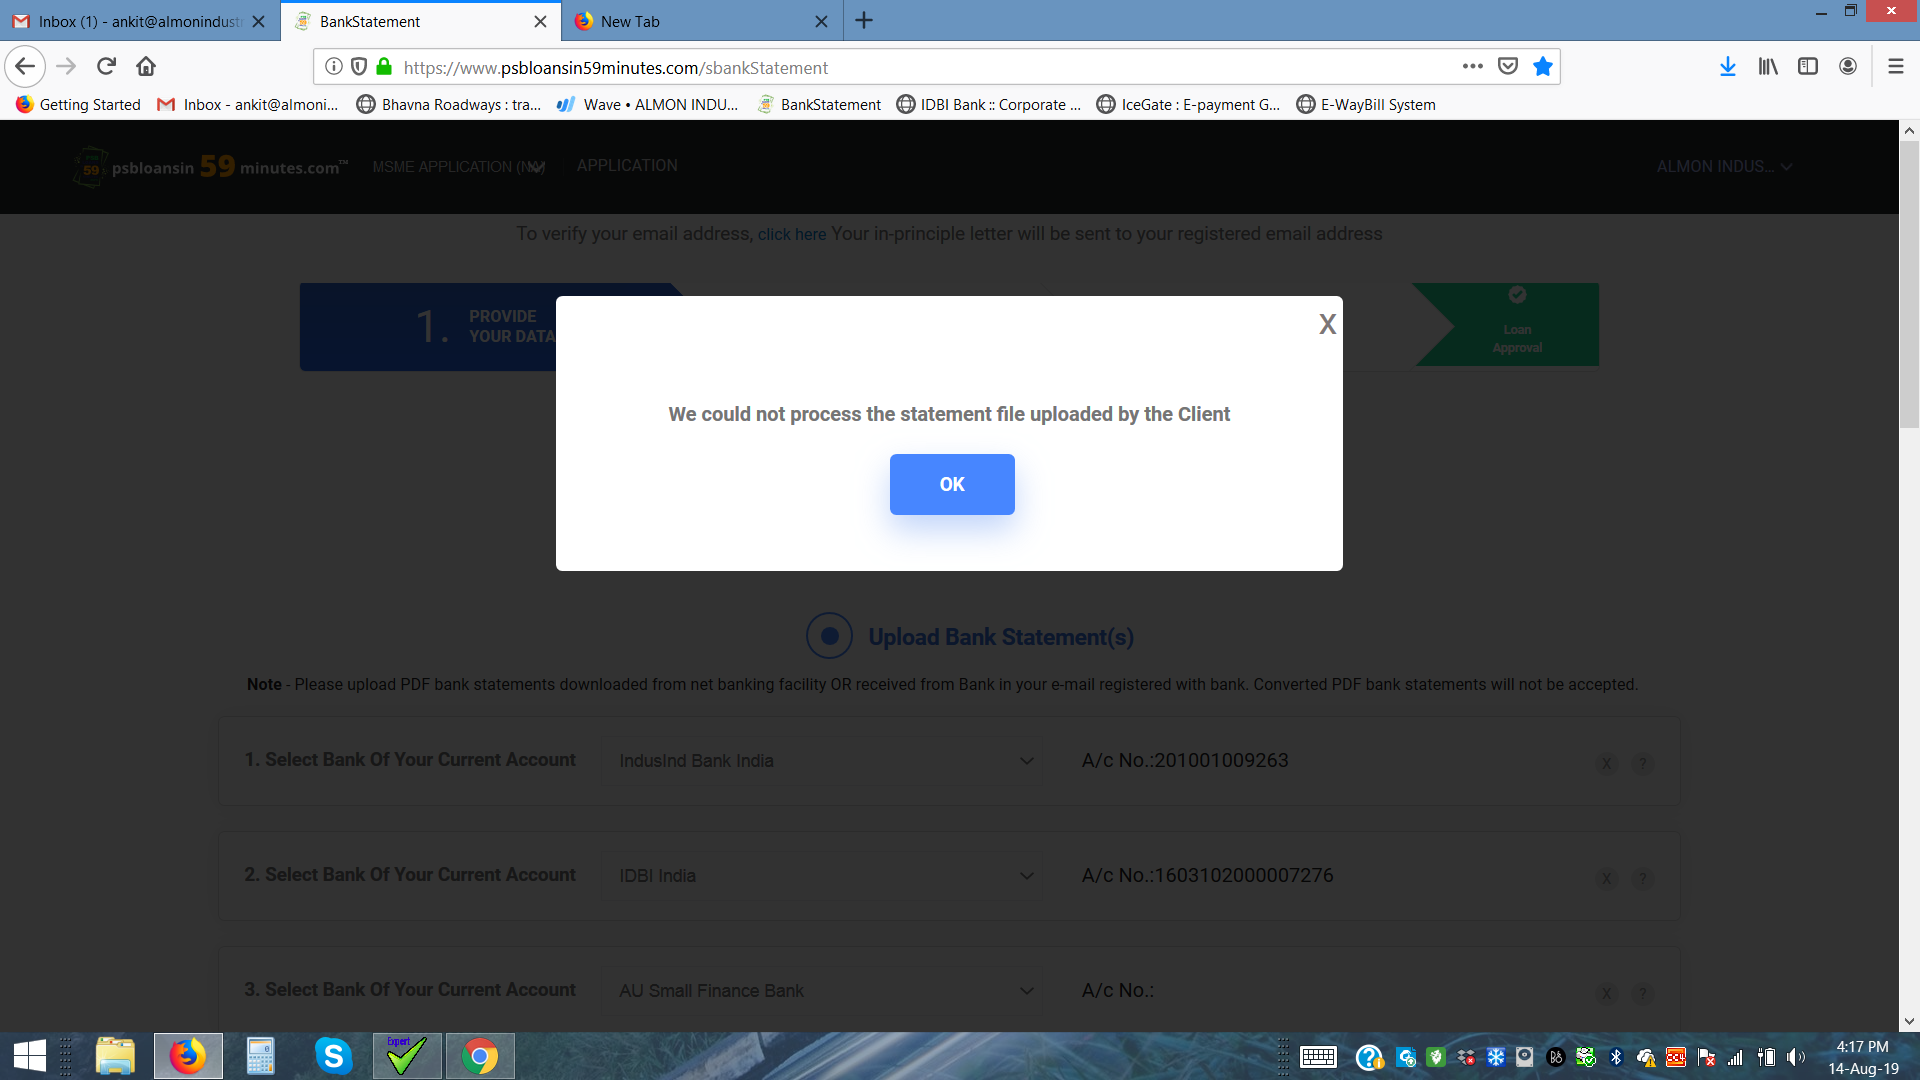 Inbox (1) - ankit@almonindust
BankStatement
New Tab
https://www.psbloansin59minutes.com/sbankStatement
Getting Started
Inbox - ankit@almoni...
Bhavna Roadways : tra...
Wave • ALMON INDU...
BankStatement
IDBI Bank :: Corporate ...
IceGate : E-payment G...
E-WayBill System
59 psbloansin 59 minutes.com™
MSME APPLICATION
APPLICATION
ALMON INDUS...
To verify your email address, click here Your in-principle letter will be sent to your registered email address
1. PROVIDE
YOUR DATA
Loan
Approval
X
We could not process the statement file uploaded by the Client
OK
Upload Bank Statement(s)
Note - Please upload PDF bank statements downloaded from net banking facility OR received from Bank in your e-mail registered with bank. Converted PDF bank statements will not be accepted.
1. Select Bank Of Your Current Account IndusInd Bank India A/c No.:201001009263 X ?
2. Select Bank Of Your Current Account IDBI India A/c No.:1603102000007276 X ?
3. Select Bank Of Your Current Account AU Small Finance Bank A/c No.: X ?
Expert
4:17 PM
14-Aug-19